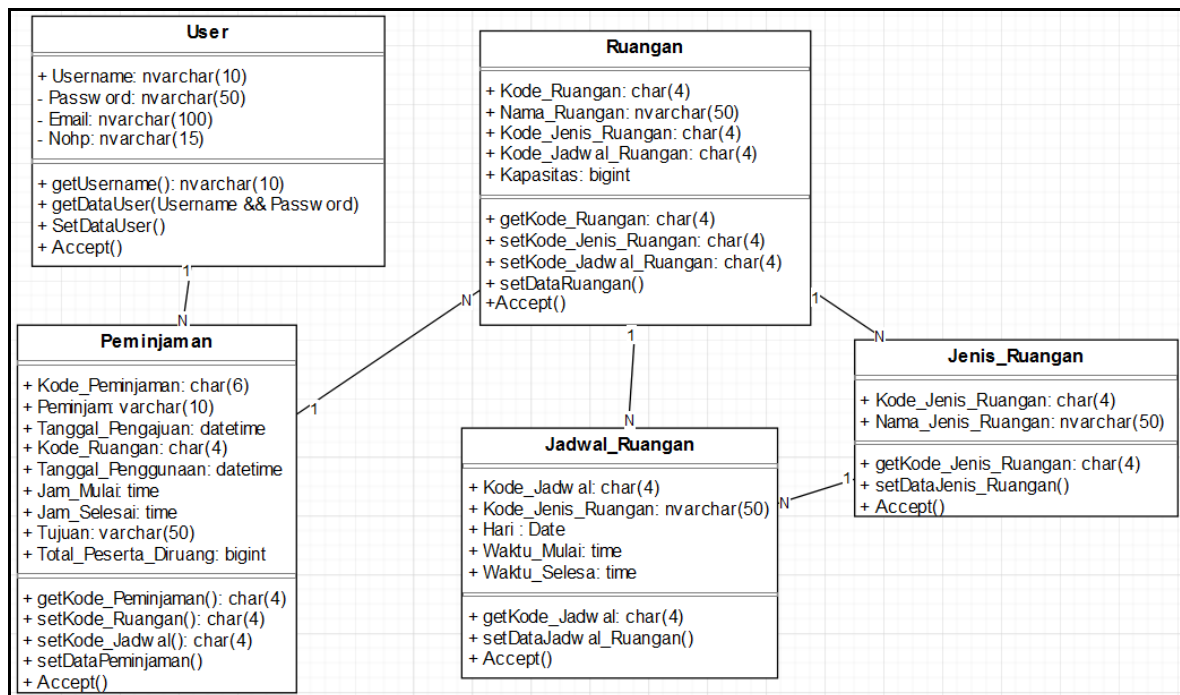 User
+ Username: nvarchar(10)
- Password: nvarchar(50)
- Email: nvarchar(100)
- Nohp: nvarchar(15)
+ getUsername(): nvarchar(10)
+ getDataUser(Username && Password)
+ SetDataUser()
+ Accept()
1
N
Peminjaman
+ Kode_Peminjaman: char(6)
+ Peminjam: varchar(10)
+ Tanggal_Pengajuan: datetime
+ Kode_Ruangan: char(4)
+ Tanggal_Penggunaan: datetime
+ Jam_Mulai: time
+ Jam_Selesai: time
+ Tujuan: varchar(50)
+ Total_Peserta_Diruang: bigint
+ getKode_Peminjaman(): char(4)
+ setKode_Ruangan(): char(4)
+ setKode_Jadwal(): char(4)
+ setDataPeminjaman()
+ Accept()
1
N
Ruangan
+ Kode_Ruangan: char(4)
+ Nama_Ruangan: nvarchar(50)
+ Kode_Jenis_Ruangan: char(4)
+ Kode_Jadwal_Ruangan: char(4)
+ Kapasitas: bigint
+ getKode_Ruangan: char(4)
+ setKode_Jenis_Ruangan: char(4)
+ setKode_Jadwal_Ruangan: char(4)
+ setDataRuangan()
+Accept()
1
N
1
N
Jadwal_Ruangan
+ Kode_Jadwal: char(4)
+ Kode_Jenis_Ruangan: nvarchar(50)
+ Hari : Date
+ Waktu_Mulai: time
+ Waktu_Selesa: time
+ getKode_Jadwal: char(4)
+ setDataJadwal_Ruangan()
+ Accept()
N
1
Jenis_Ruangan
+ Kode_Jenis_Ruangan: char(4)
+ Nama_Jenis_Ruangan: nvarchar(50)
+ getKode_Jenis_Ruangan: char(4)
+ setDataJenis_Ruangan()
+ Accept()